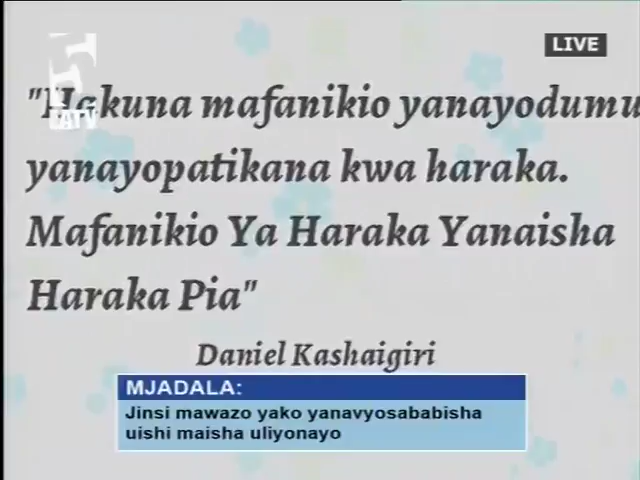 LIVE
"Hakuna mafanikio yanayodumu
yanayopatikana kwa haraka.
Mafanikio Ya Haraka Yanaisha
Haraka Pia"
Daniel Kashaigiri
MJADALA:
Jinsi mawazo yako yanavyosababisha
uishi maisha uliyonayo